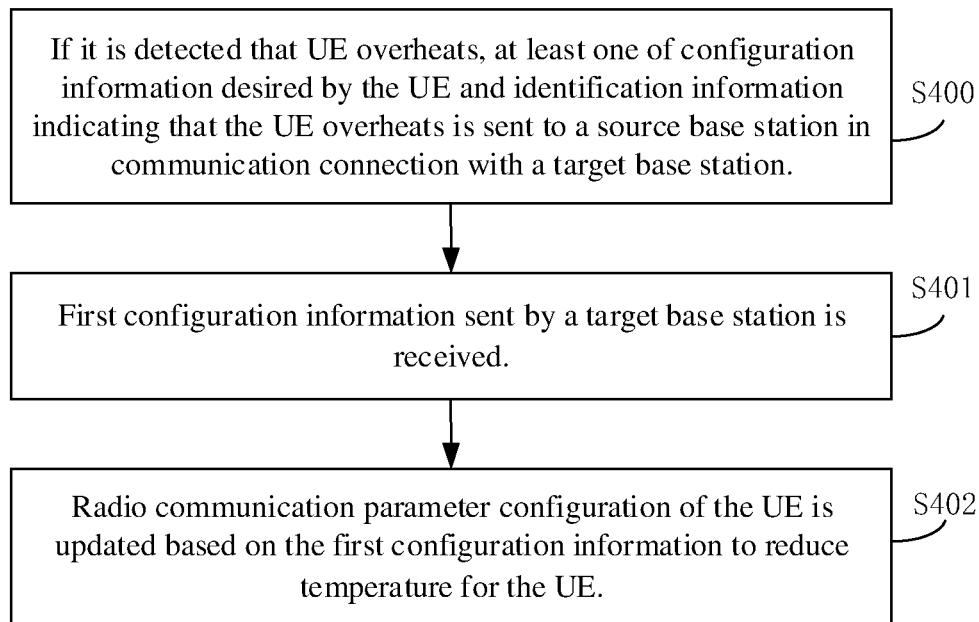 If it is detected that UE overheats, at least one of configuration
information desired by the UE and identification information
indicating that the UE overheats is sent to a source base station in
communication connection with a target base station.
S400
First configuration information sent by a target base station is
received.
S401
Radio communication parameter configuration of the UE is
updated based on the first configuration information to reduce
temperature for the UE.
S402